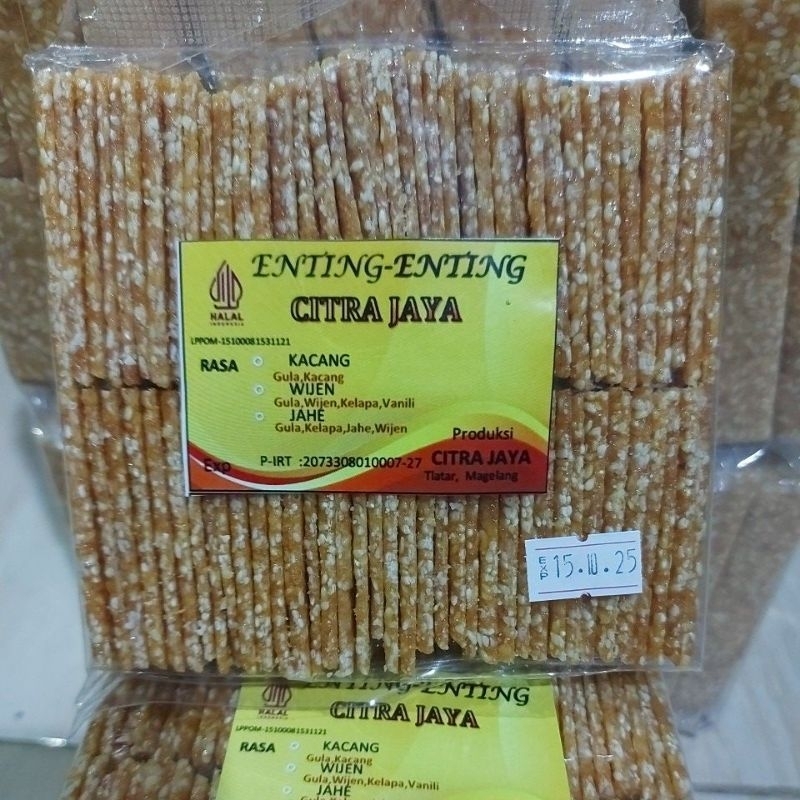 ENTING-ENTING
CITRA JAYA
HALAL
INDONESIA
LPPOM-15100081531121
RASA
KACANG
Gula,Kacang
WIJEN
Gula,Wijen,Kelapa,Vanili
JAHE
Gula,Kelapa,Jahe,Wijen
Produksi
Exp P-IRT :2073308010007-27 CITRA JAYA
Tlatar, Magelang
EXP 15.10.25
ENTING-ENTING
CITRA JAYA
HALAL
INDONESIA
LPPOM-15100081531121
RASA
KACANG
Gula,Kacang
WIJEN
Gula,Wijen,Kelapa,Vanili
JAHE